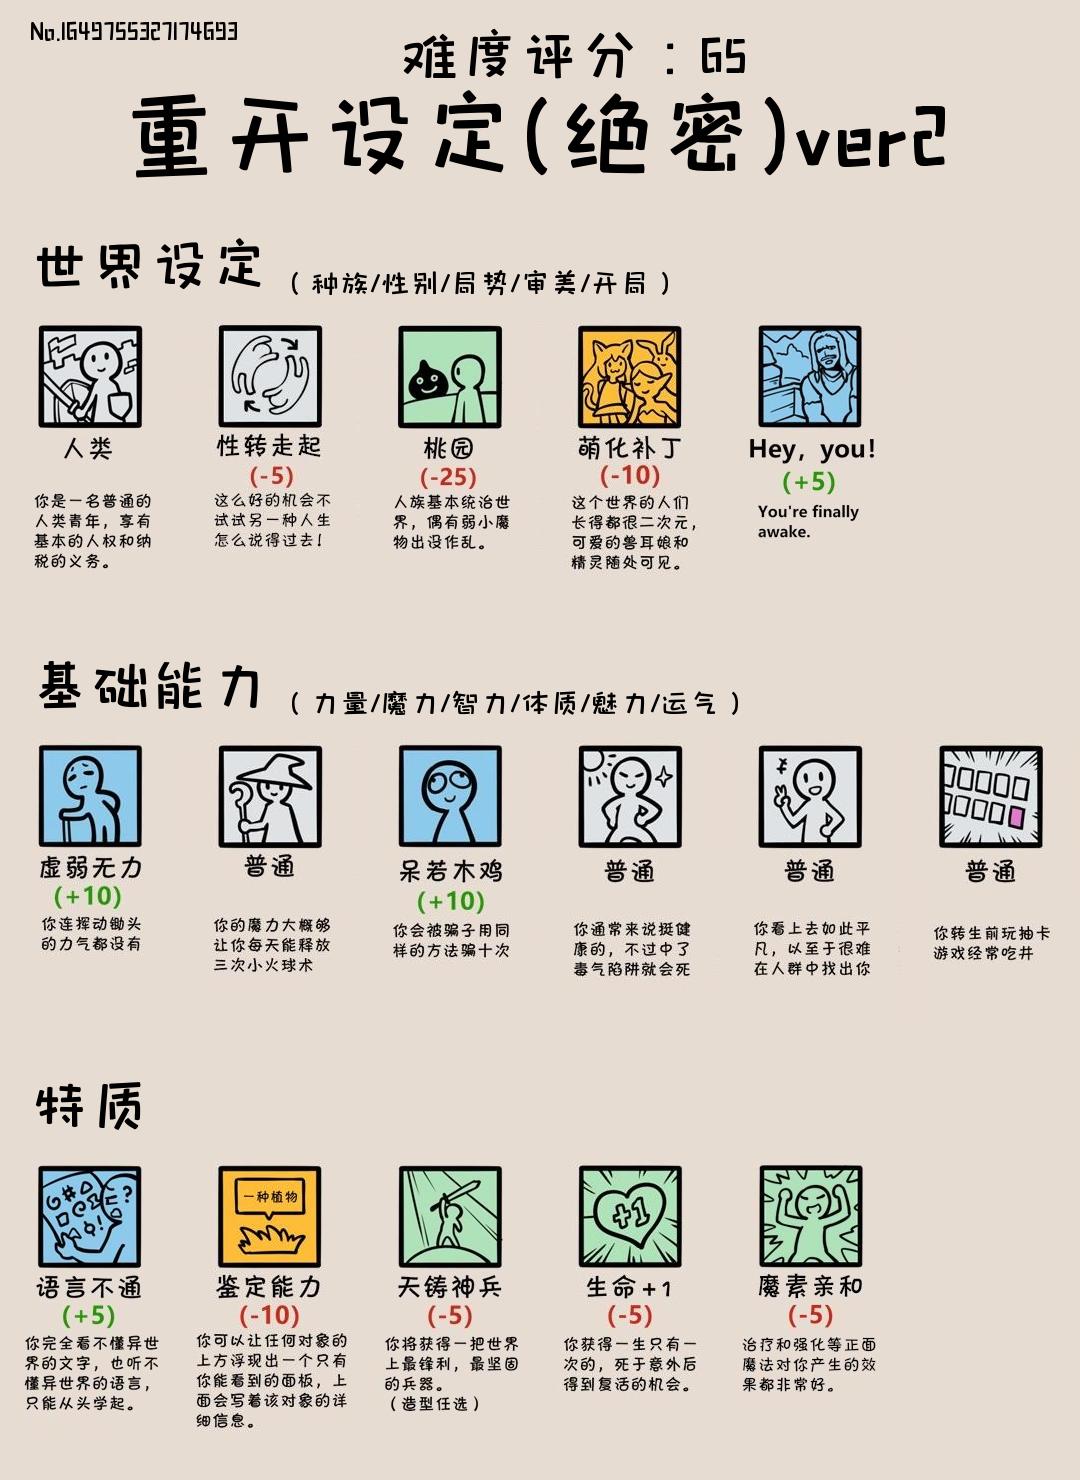 No.1649755327174693
难度评分：65
重开设定(绝密)ver2
世界设定 （种族/性别/局势/审美/开局）
人类
你是一名普通的
人类青年，享有
基本的人权和纳
税的义务。
性转走起
(-5)
这么好的机会不
试试另一种人生
怎么说得过去！
桃园
(-25)
人族基本统治世
界，偶有弱小魔
物出没作乱。
萌化补丁
(-10)
这个世界的人们
长得都很二次元，
可爱的兽耳娘和
精灵随处可见。
Hey, you!
(+5)
You're finally
awake.
基础能力 （力量/魔力/智力/体质/魅力/运气）
虚弱无力
(+10)
你连挥动锄头
的力气都没有
普通
你的魔力大概够
让你每天能释放
三次小火球术
呆若木鸡
(+10)
你会被骗子用同
样的方法骗十次
普通
你通常来说挺健
康的，不过中了
毒气陷阱就会死
普通
你看上去如此平
凡，以至于很难
在人群中找出你
普通
你转生前玩抽卡
游戏经常吃井
特质
语言不通
(+5)
你完全看不懂异世
界的文字，也听不
懂异世界的语言，
只能从头学起。
一种植物
鉴定能力
(-10)
你可以让任何对象的
上方浮现出一个只有
你能看到的面板，上
面会写着该对象的详
细信息。
天铸神兵
(-5)
你将获得一把世界
上最锋利，最坚固
的兵器。
（造型任选）
+1
生命+1
(-5)
你获得一生只有一
次的，死于意外后
得到复活的机会。
魔素亲和
(-5)
治疗和强化等正面
魔法对你产生的效
果都非常好。